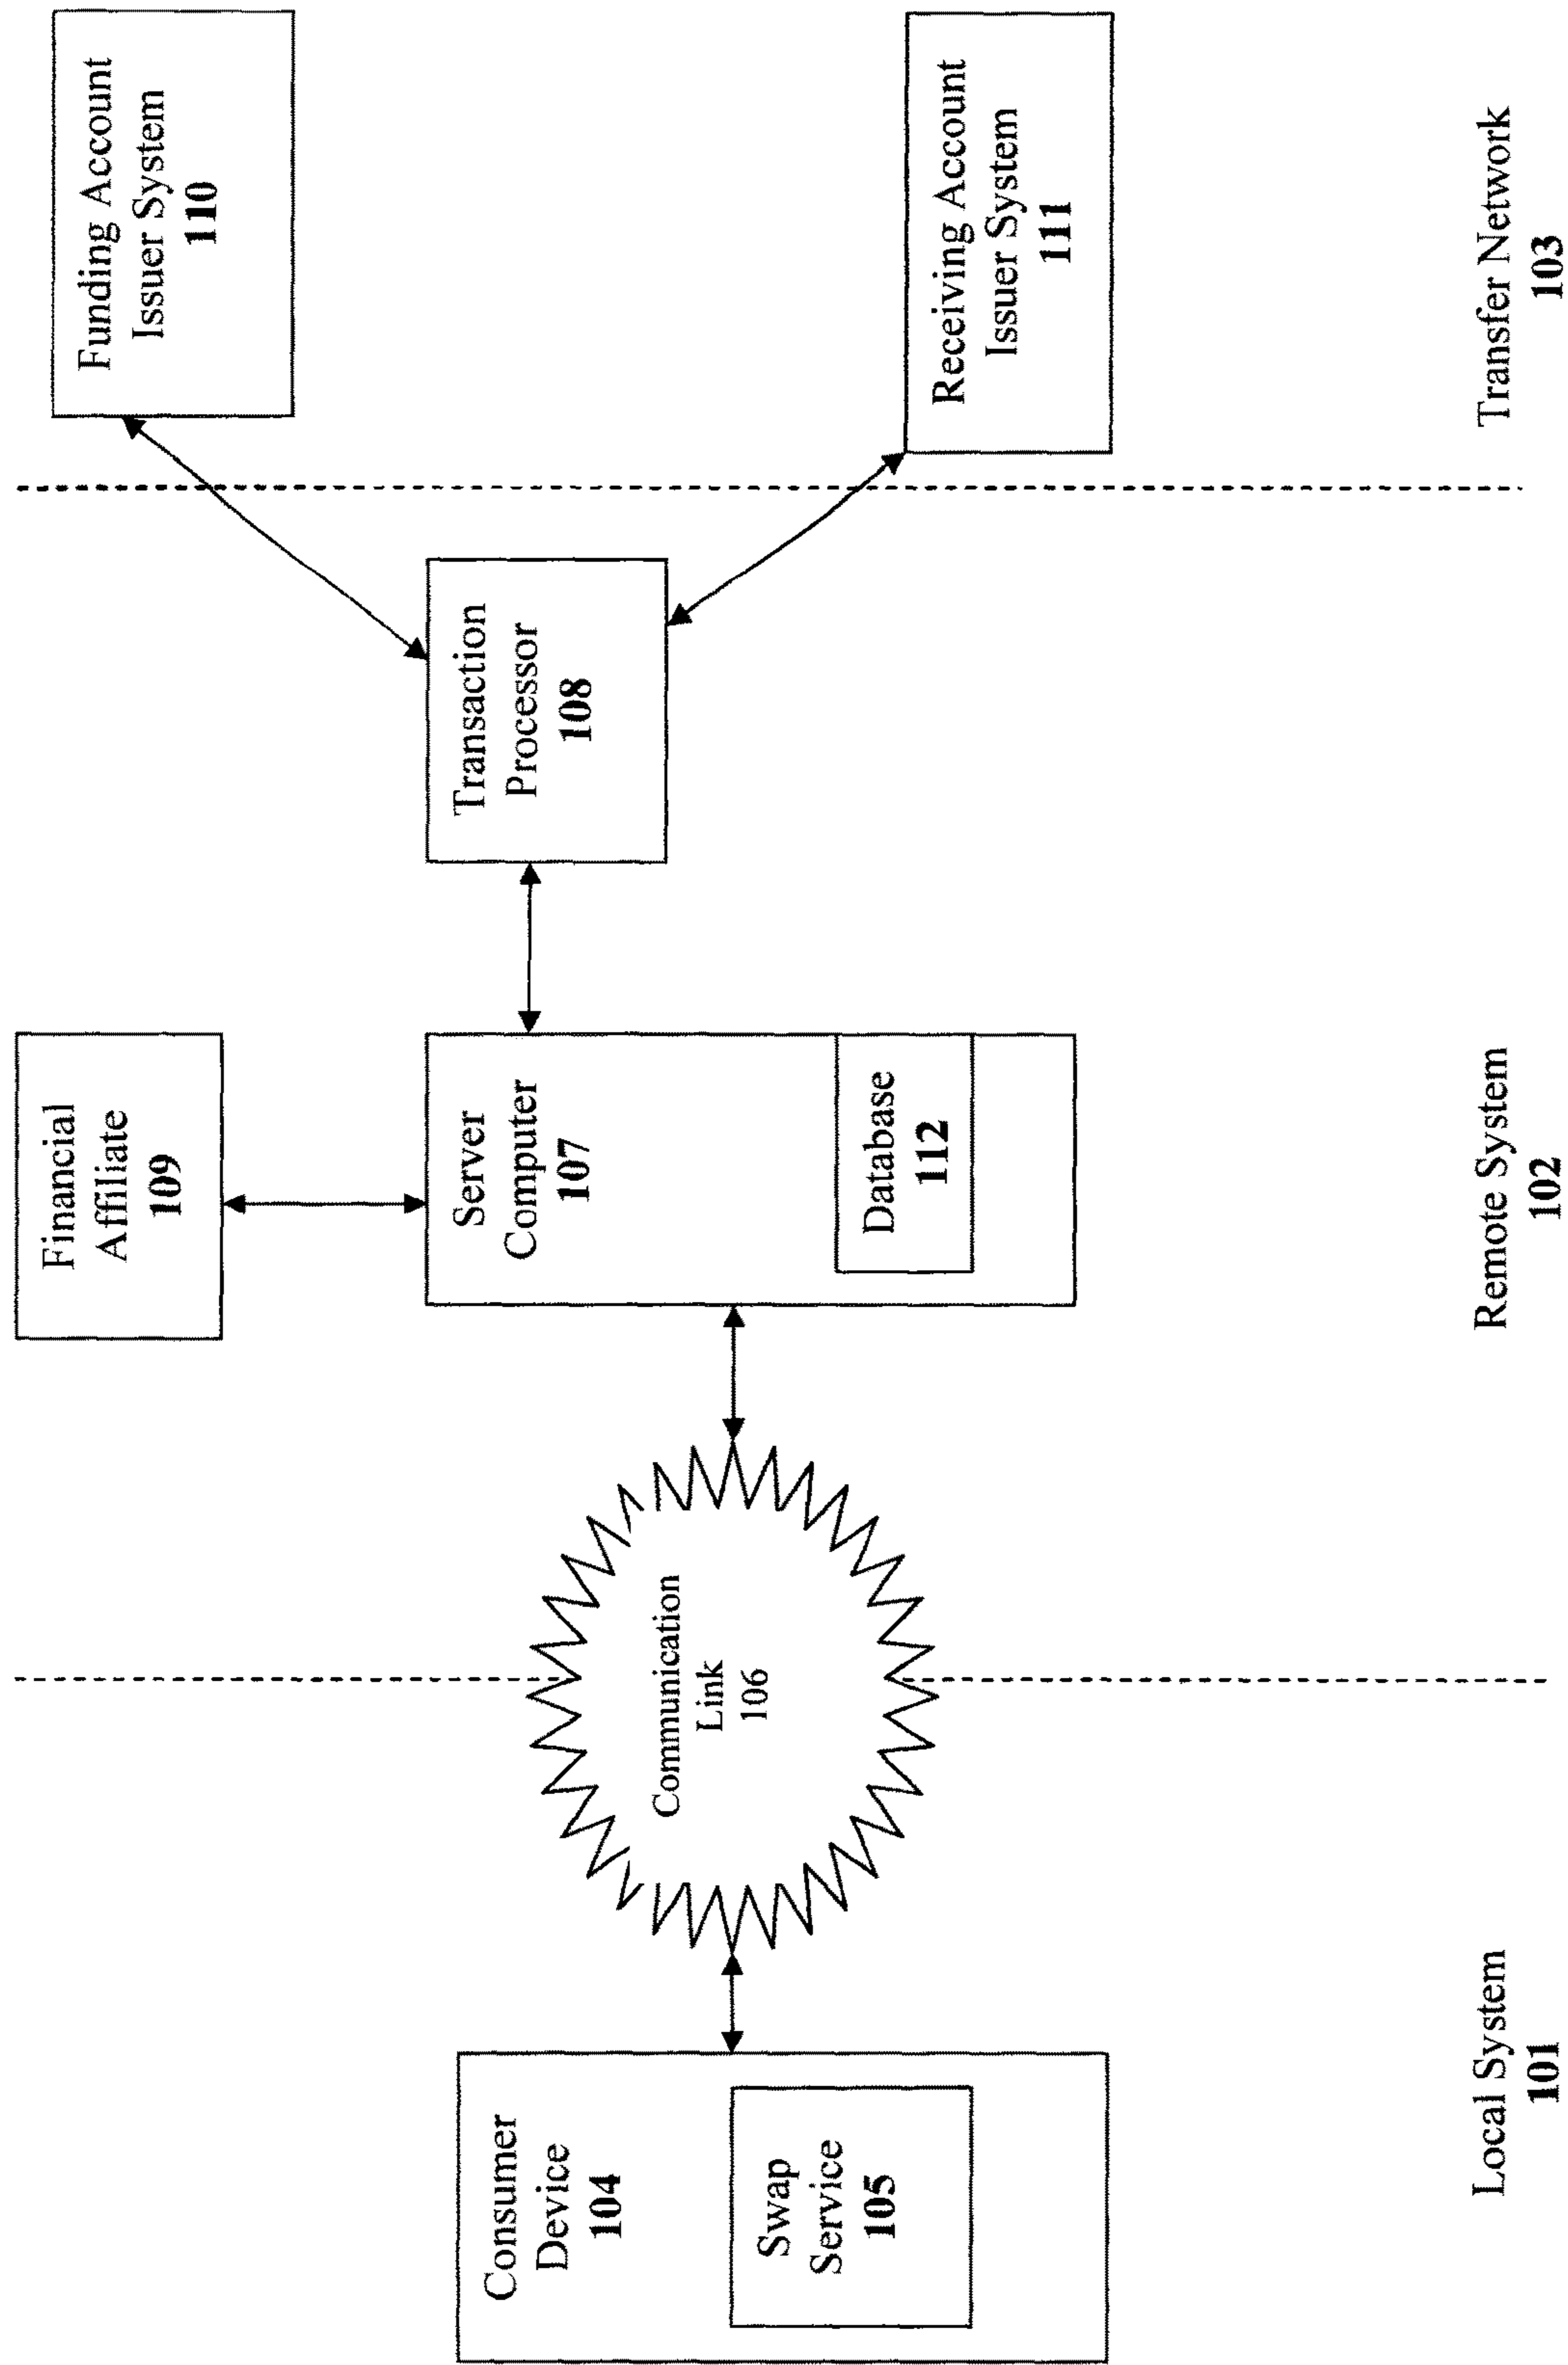 Consumer
Device
104
Swap
Service
105
Communication
Link
106
Financial
Affiliate
109
Server
Computer
107
Database
112
Transaction
Processor
108
Funding Account
Issuer System
110
Receiving Account
Issuer System
111
Local System
101
Remote System
102
Transfer Network
103